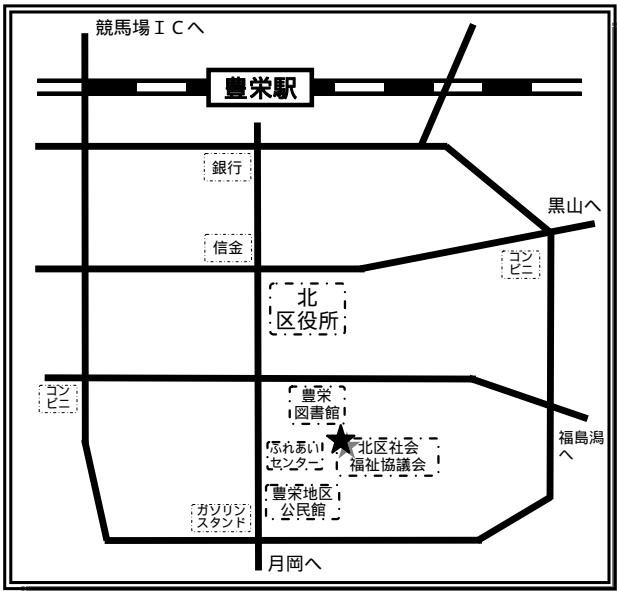 競馬場ＩＣへ
豊栄駅
銀行
黒山へ
信金
コン
ビニ
北
区役所
コン
ビニ
豊栄
図書館
福島潟
へ
ふれあい
センター
北区社会
福祉協議会
豊栄地区
公民館
ガソリン
スタンド
月岡へ